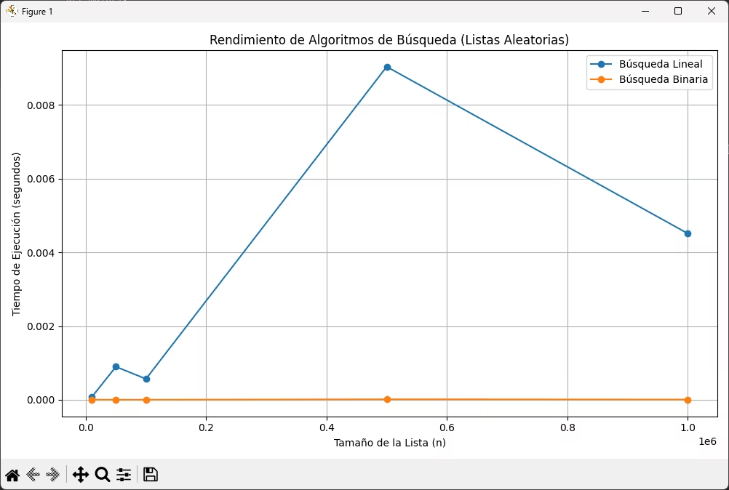 Figure 1
Rendimiento de Algoritmos de Búsqueda (Listas Aleatorias)
Búsqueda Lineal
Búsqueda Binaria
Tiempo de Ejecución (segundos)
0.008
0.006
0.004
0.002
0.000
0.0 0.2 0.4 0.6 0.8 1.0
1e6
Tamaño de la Lista (n)